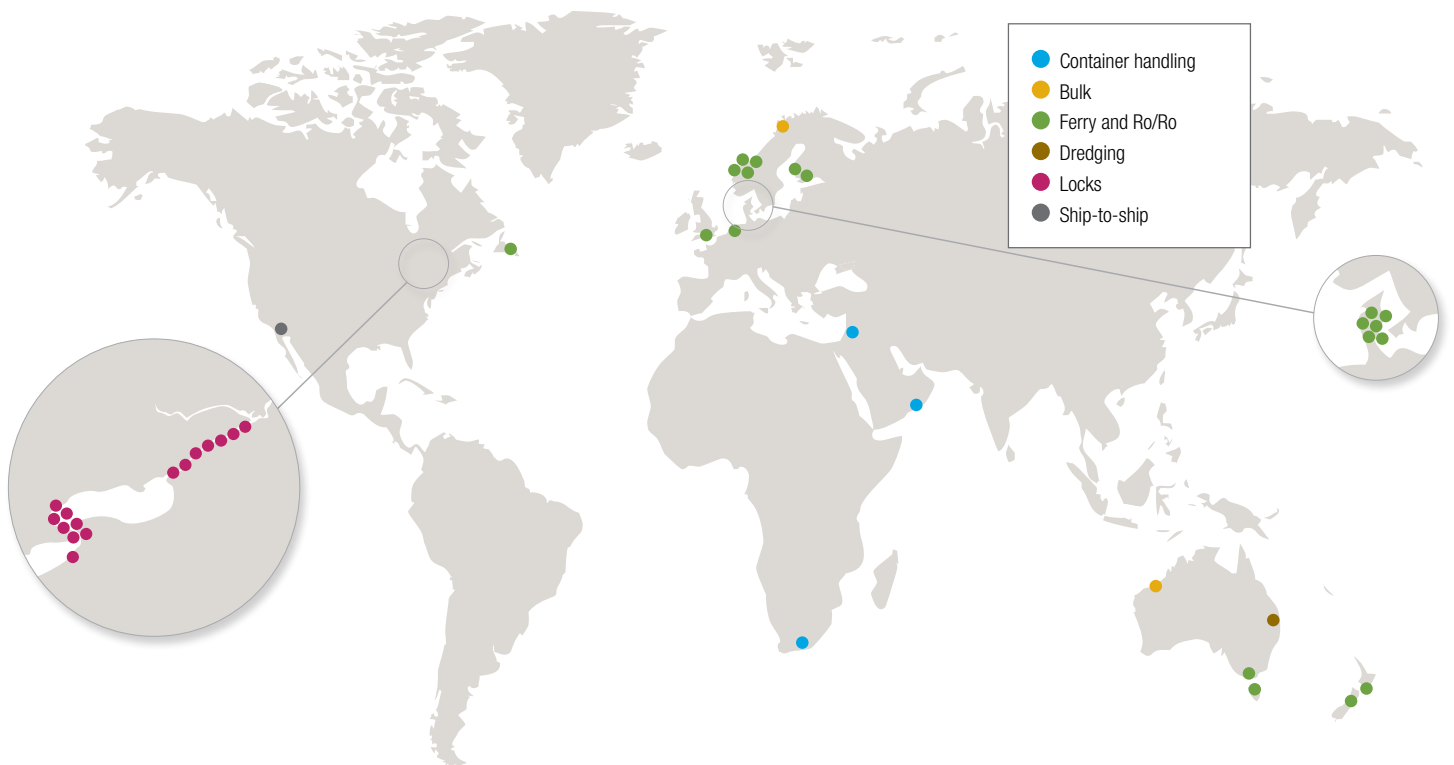 Container handling
Bulk
Ferry and Ro/Ro
Dredging
Locks
Ship-to-ship